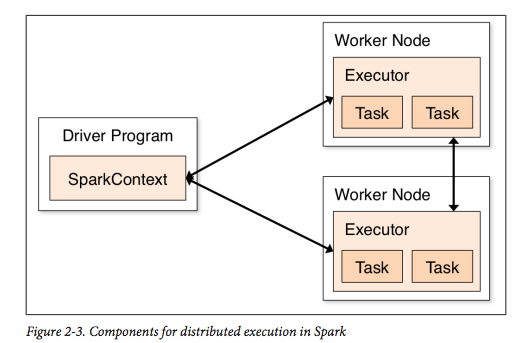 Driver Program
SparkContext
Worker Node
Executor
Task Task
Worker Node
Executor
Task Task
Figure 2-3. Components for distributed execution in Spark